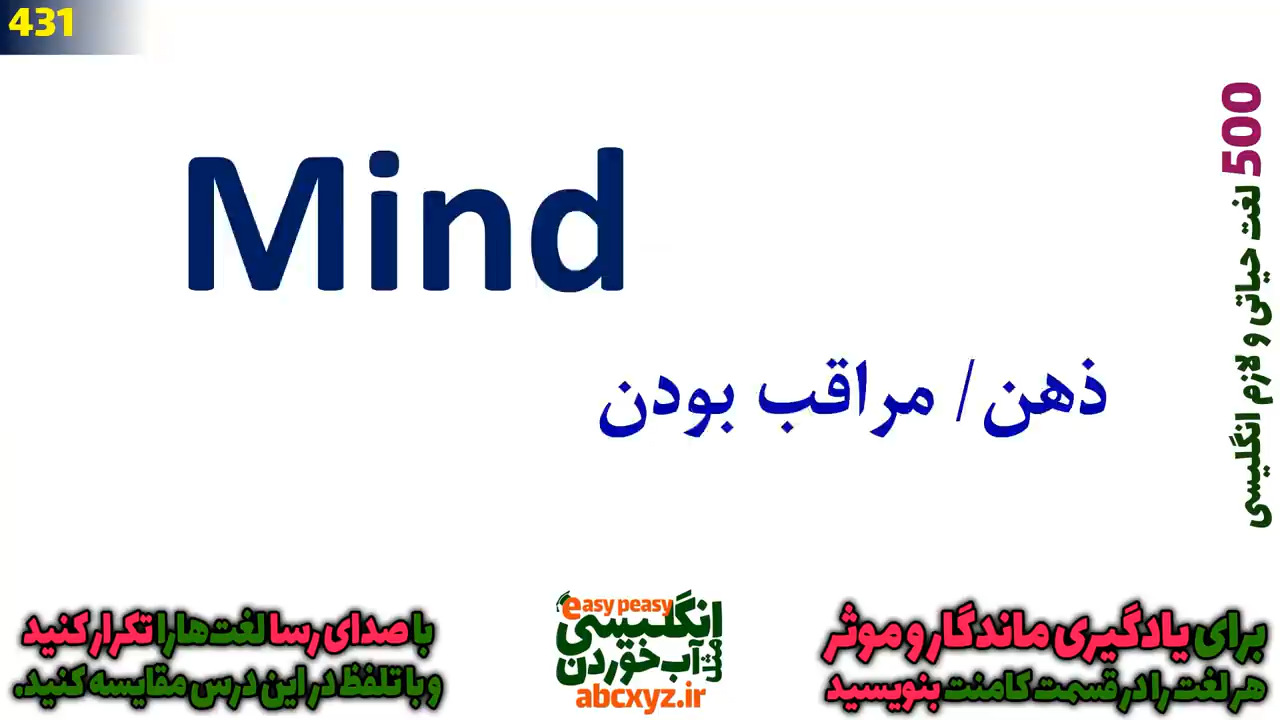 431
Mind
ذهن / مراقب بودن
500 لغت حیاتی و لازم انگلیسی
برای یادگیری ماندگار و موثر
هر لغت را در قسمت کامنت بنویسید
easy peasy
انگلیسی
مثل آب خوردن
abcxyz.ir
با صدای رسا لغت‌ها را تکرار کنید
و با تلفظ در این درس مقایسه کنید.